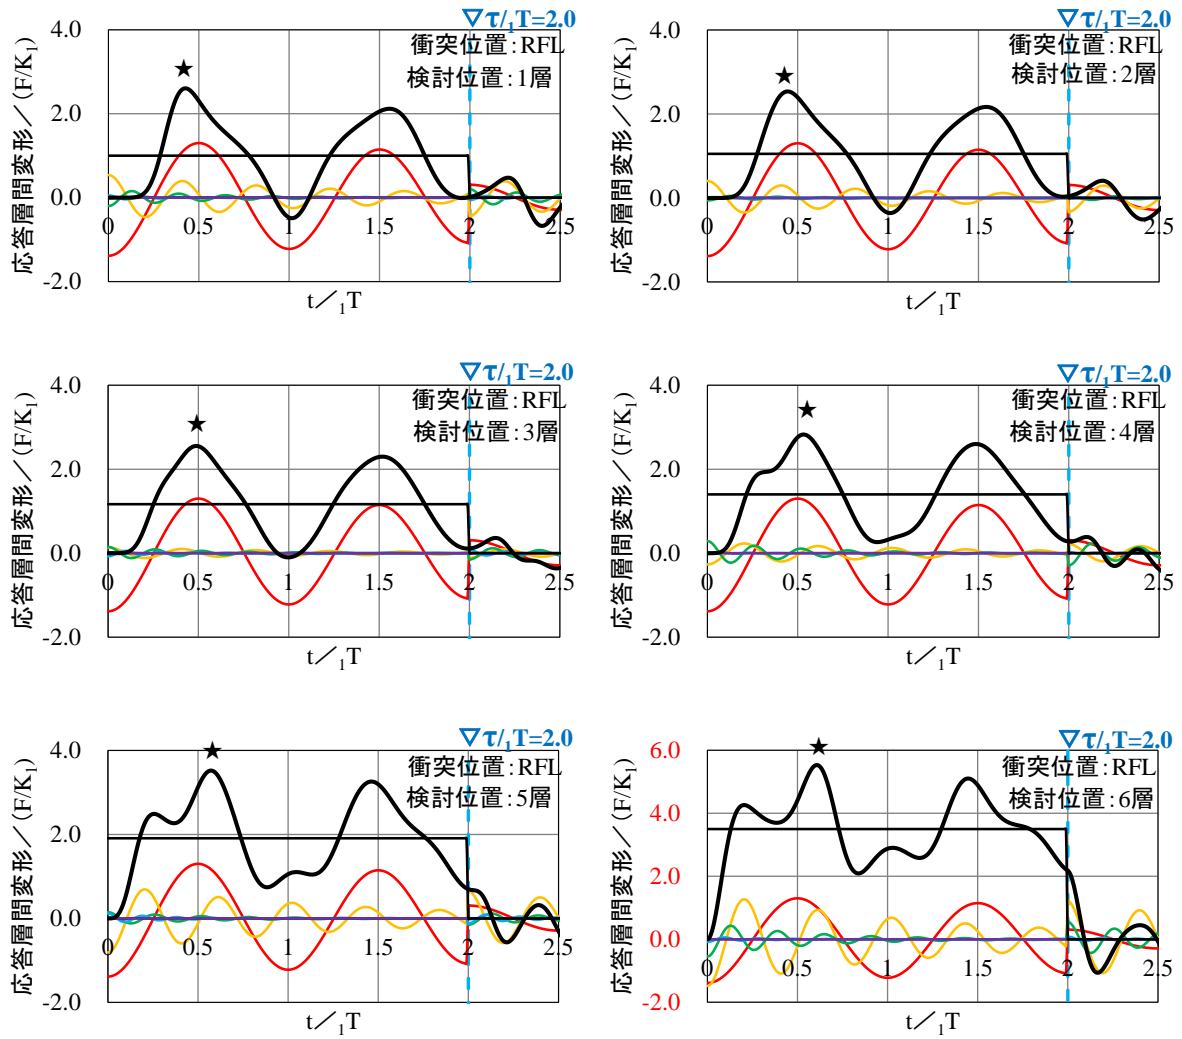 ▽τ/₁T=2.0
4.0
衝突位置:RFL
検討位置:1層
★
2.0
0.0
-2.0
0
0.5
1
1.5
2
2.5
応答層間変形/(F/K₁)
t/₁T
▽τ/₁T=2.0
4.0
衝突位置:RFL
検討位置:2層
★
2.0
0.0
-2.0
0
0.5
1
1.5
2
2.5
応答層間変形/(F/K₁)
t/₁T
▽τ/₁T=2.0
4.0
衝突位置:RFL
検討位置:3層
★
2.0
0.0
-2.0
0
0.5
1
1.5
2
2.5
応答層間変形/(F/K₁)
t/₁T
▽τ/₁T=2.0
4.0
衝突位置:RFL
検討位置:4層
★
2.0
0.0
-2.0
0
0.5
1
1.5
2
2.5
応答層間変形/(F/K₁)
t/₁T
▽τ/₁T=2.0
4.0
衝突位置:RFL
検討位置:5層
★
2.0
0.0
-2.0
0
0.5
1
1.5
2
2.5
応答層間変形/(F/K₁)
t/₁T
▽τ/₁T=2.0
6.0
衝突位置:RFL
検討位置:6層
★
4.0
2.0
0.0
-2.0
0
0.5
1
1.5
2
2.5
応答層間変形/(F/K₁)
t/₁T